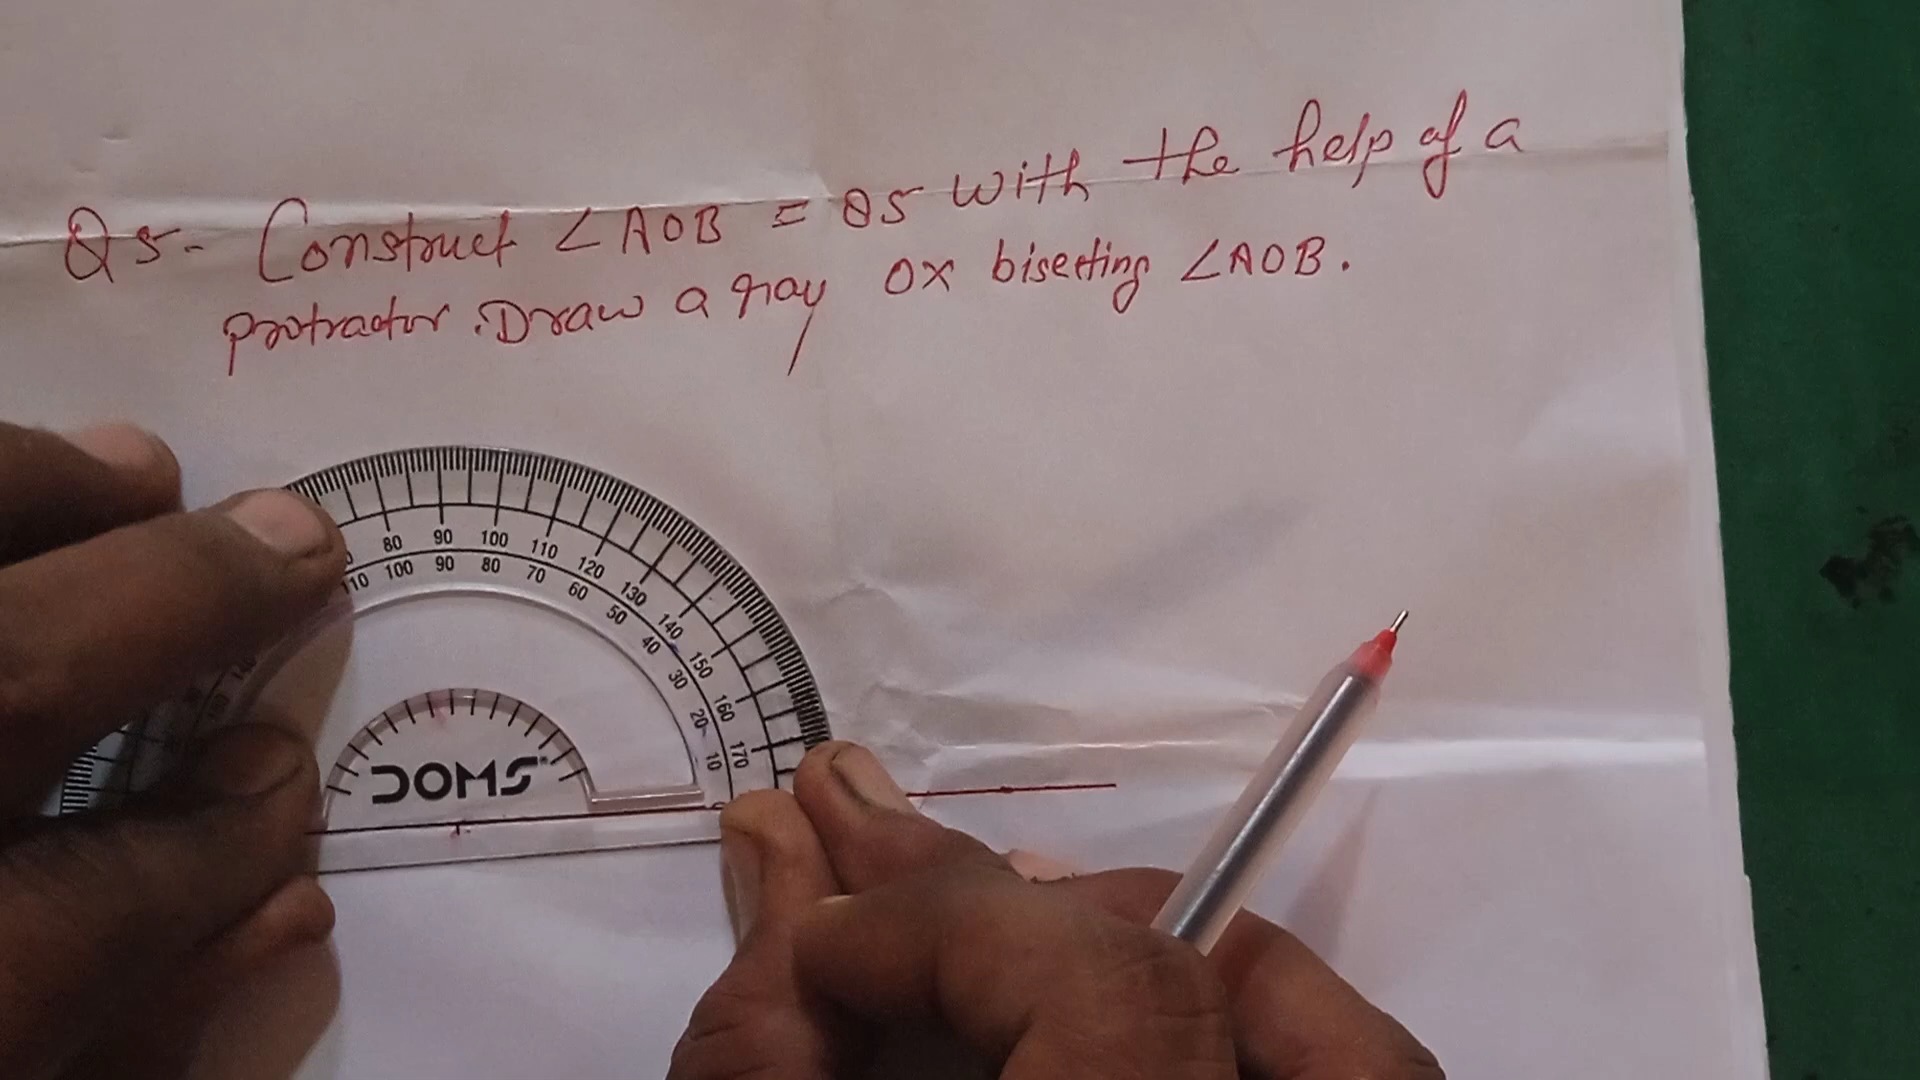 Q5- Construct ∠AOB = 85 with the help of a
protractor. Draw a ray OX bisecting ∠AOB.
80 90 100 110 120 130 140 150 160 170
110 100 90 80 70 60 50 40 30 20 10
DOMS